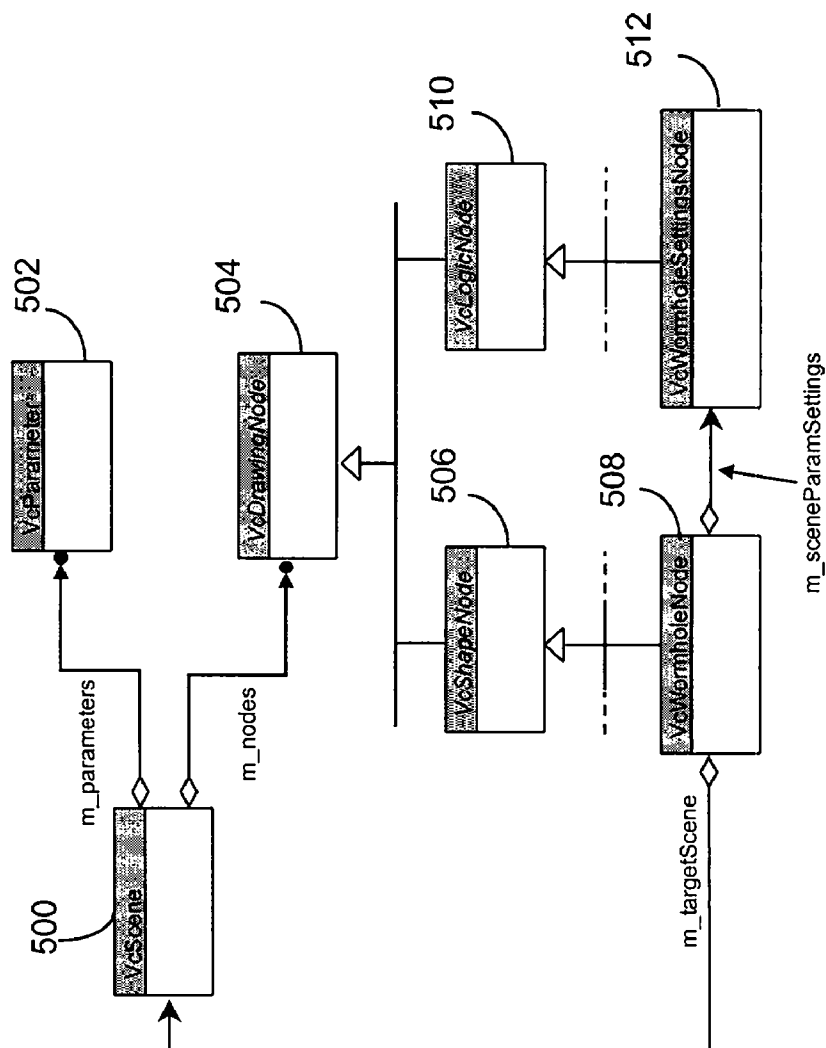 500
VcScene
m_parameters
m_nodes
502
VcParameter
504
VcDrawingNode
506
VcShapeNode
510
VcLogicNode
508
VcWormholeNode
512
VcWormholeSettingsNode
m_targetScene
m_sceneParamSettings